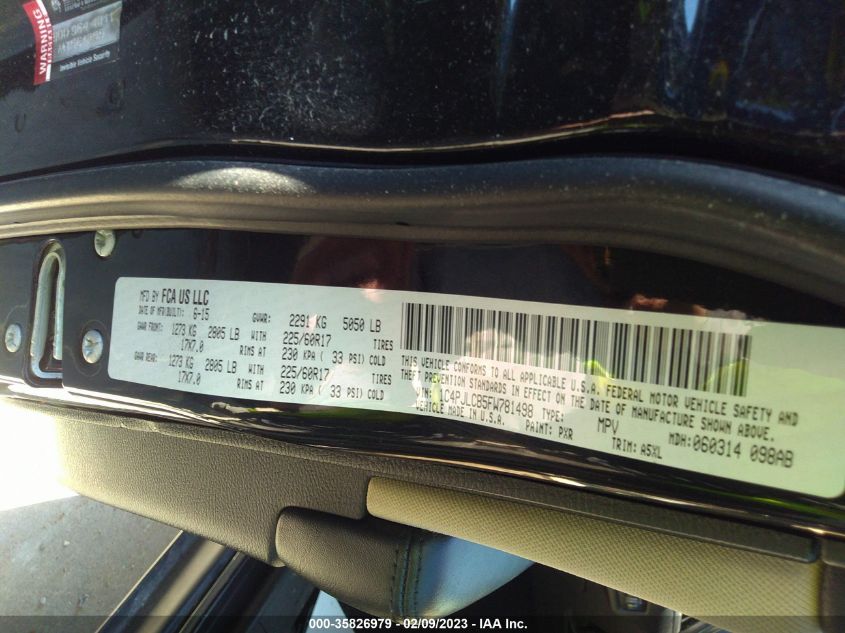 WARNING
Invisible Vehicle Security
MFD BY FCA US LLC
DATE OF MFR(BUILT): 6-15 GVWR: 2291 KG 5050 LB
GAWR FRONT: 1273 KG 2805 LB WITH 225/60R17 TIRES
17X7.0 RIMS AT 230 KPA ( 33 PSI) COLD
GAWR REAR: 1273 KG 2805 LB WITH 225/60R17 TIRES
17X7.0 RIMS AT 230 KPA ( 33 PSI) COLD
THIS VEHICLE CONFORMS TO ALL APPLICABLE U.S.A. FEDERAL MOTOR VEHICLE SAFETY AND
THEFT PREVENTION STANDARDS IN EFFECT ON THE DATE OF MANUFACTURE SHOWN ABOVE.
VIN: 1C4PJLCB5FW781498 TYPE: MPV MDH:060314 098AB
VEHICLE MADE IN U.S.A. PAINT: PXR TRIM: A5XL
000-35826979 - 02/09/2023 - IAA Inc.